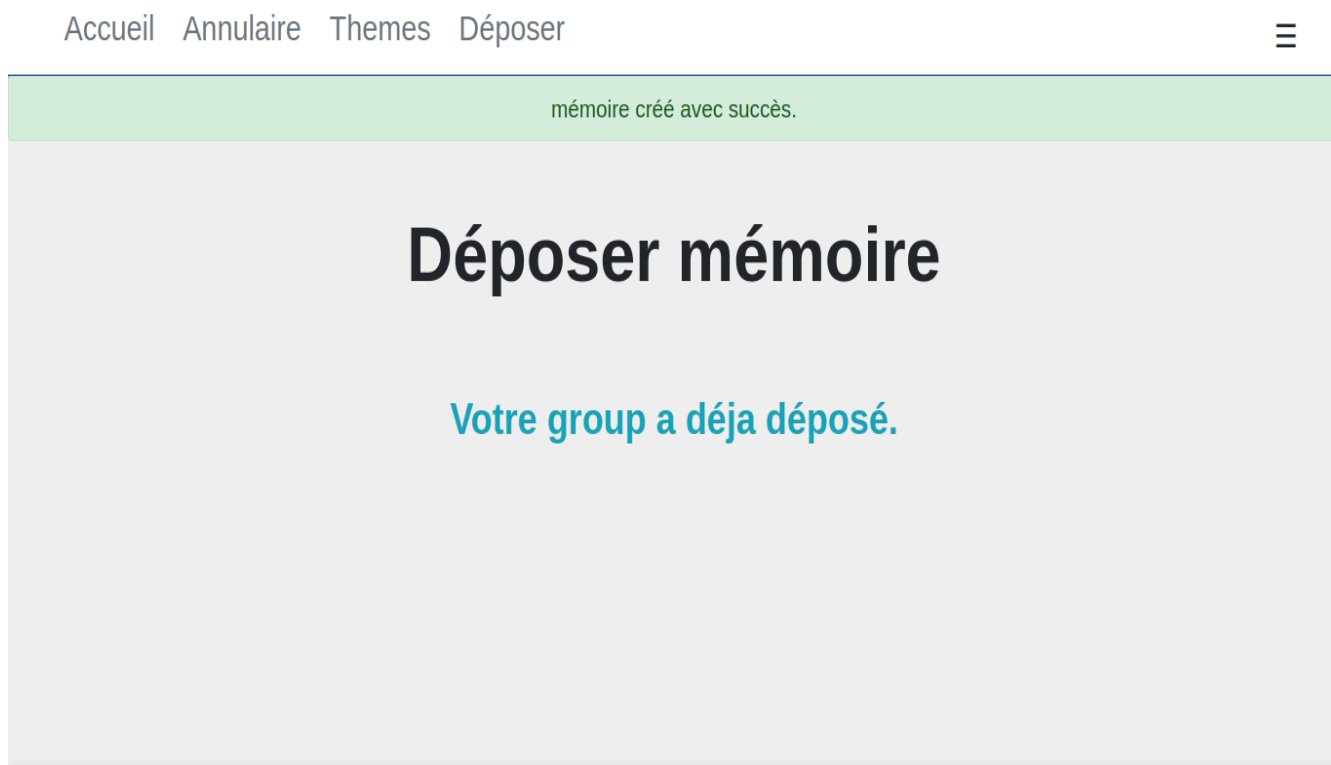 Accueil Annulaire Themes Déposer
mémoire créé avec succès.
Déposer mémoire
Votre group a déja déposé.